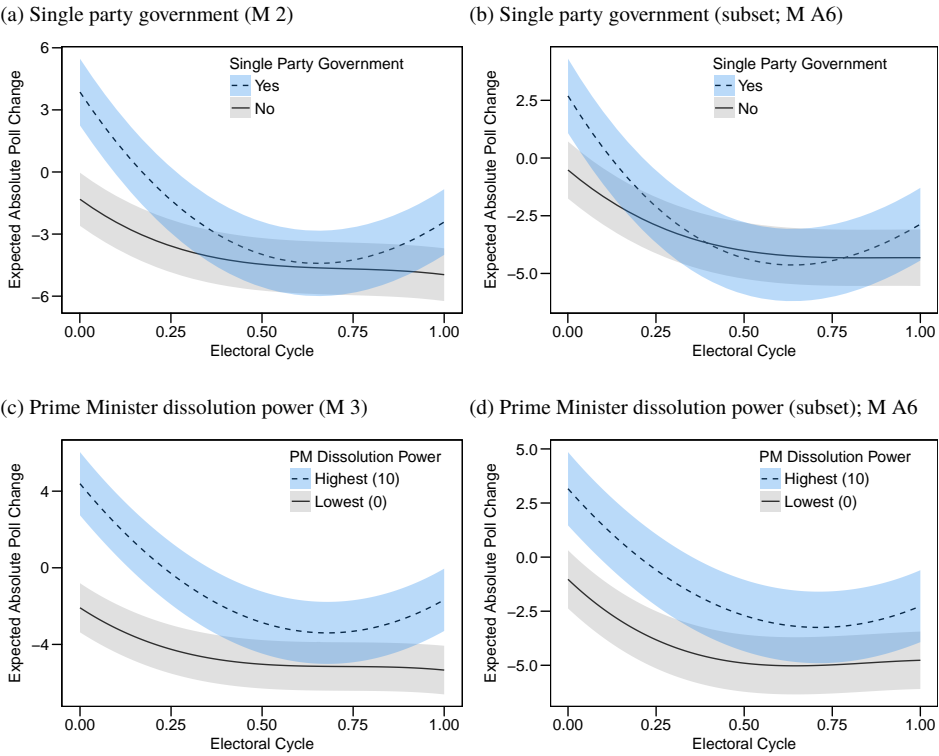 (a) Single party government (M 2)
(b) Single party government (subset; M A6)
Expected Absolute Poll Change
6
3
0
−3
−6
Single Party Government
Yes
No
0.00 0.25 0.50 0.75 1.00
Electoral Cycle
Expected Absolute Poll Change
2.5
0.0
−2.5
−5.0
Single Party Government
Yes
No
0.00 0.25 0.50 0.75 1.00
Electoral Cycle
(c) Prime Minister dissolution power (M 3)
(d) Prime Minister dissolution power (subset); M A6
Expected Absolute Poll Change
4
0
−4
PM Dissolution Power
Highest (10)
Lowest (0)
0.00 0.25 0.50 0.75 1.00
Electoral Cycle
Expected Absolute Poll Change
5.0
2.5
0.0
−2.5
−5.0
PM Dissolution Power
Highest (10)
Lowest (0)
0.00 0.25 0.50 0.75 1.00
Electoral Cycle